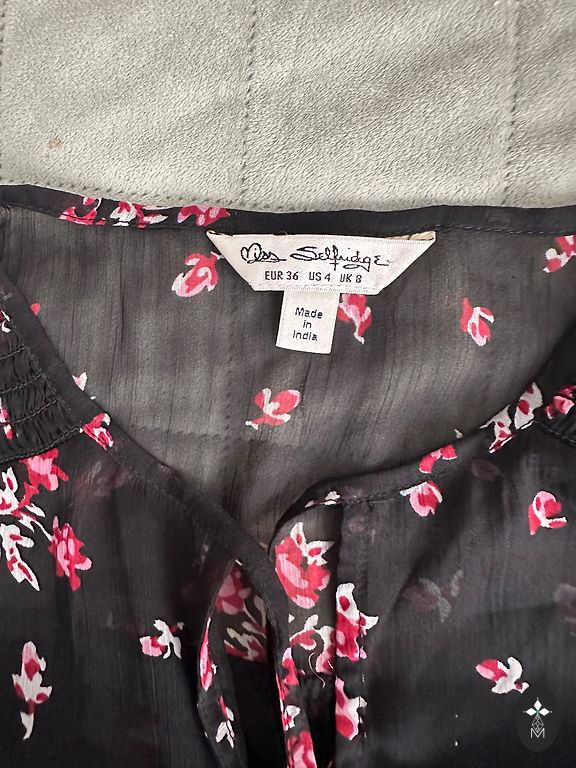 Miss Selfridge
EUR 36 US 4 UK 8
Made
in
India